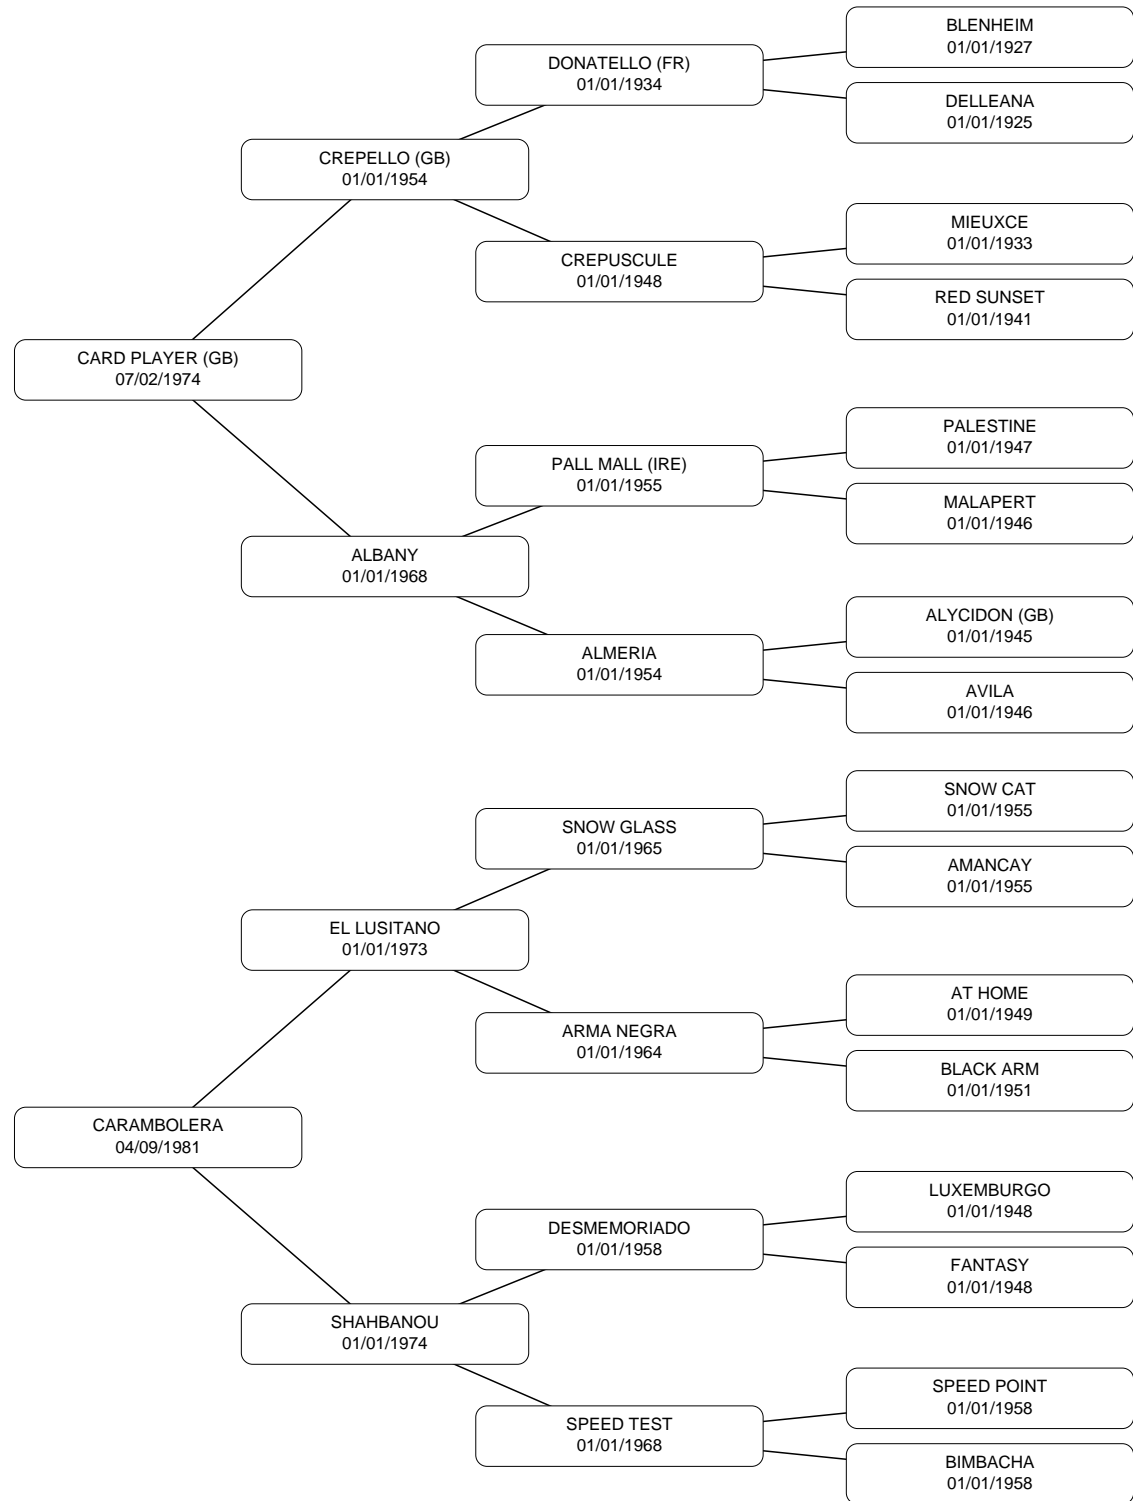 BLENHEIM
01/01/1927
DONATELLO (FR)
01/01/1934
DELLEANA
01/01/1925
CREPELLO (GB)
01/01/1954
MIEUXCE
01/01/1933
CREPUSCULE
01/01/1948
RED SUNSET
01/01/1941
CARD PLAYER (GB)
07/02/1974
PALESTINE
01/01/1947
PALL MALL (IRE)
01/01/1955
MALAPERT
01/01/1946
ALBANY
01/01/1968
ALYCIDON (GB)
01/01/1945
ALMERIA
01/01/1954
AVILA
01/01/1946
SNOW CAT
01/01/1955
SNOW GLASS
01/01/1965
AMANCAY
01/01/1955
EL LUSITANO
01/01/1973
AT HOME
01/01/1949
ARMA NEGRA
01/01/1964
BLACK ARM
01/01/1951
CARAMBOLERA
04/09/1981
LUXEMBURGO
01/01/1948
DESMEMORIADO
01/01/1958
FANTASY
01/01/1948
SHAHBANOU
01/01/1974
SPEED POINT
01/01/1958
SPEED TEST
01/01/1968
BIMBACHA
01/01/1958